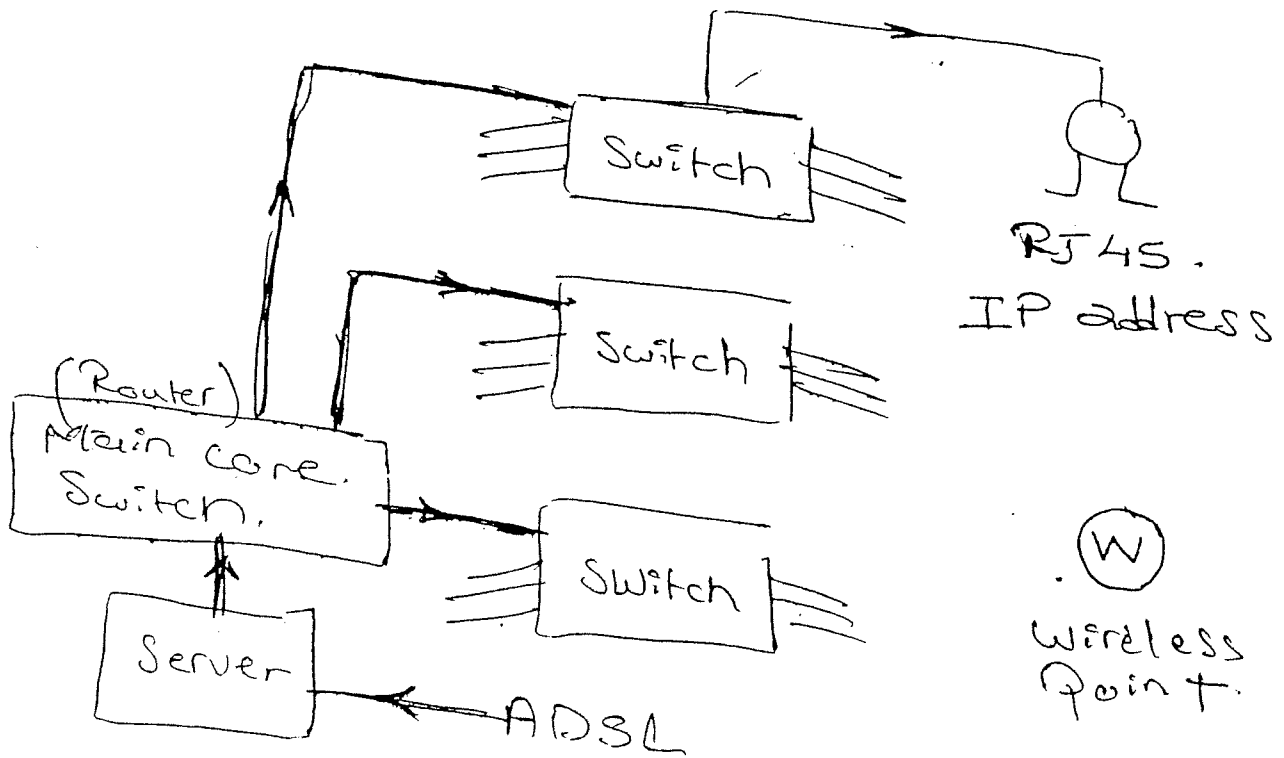 Switch
RJ45.
IP address
Switch
(Router)
Main core.
Switch.
Switch
W
Wireless
Point.
Server
ADSL